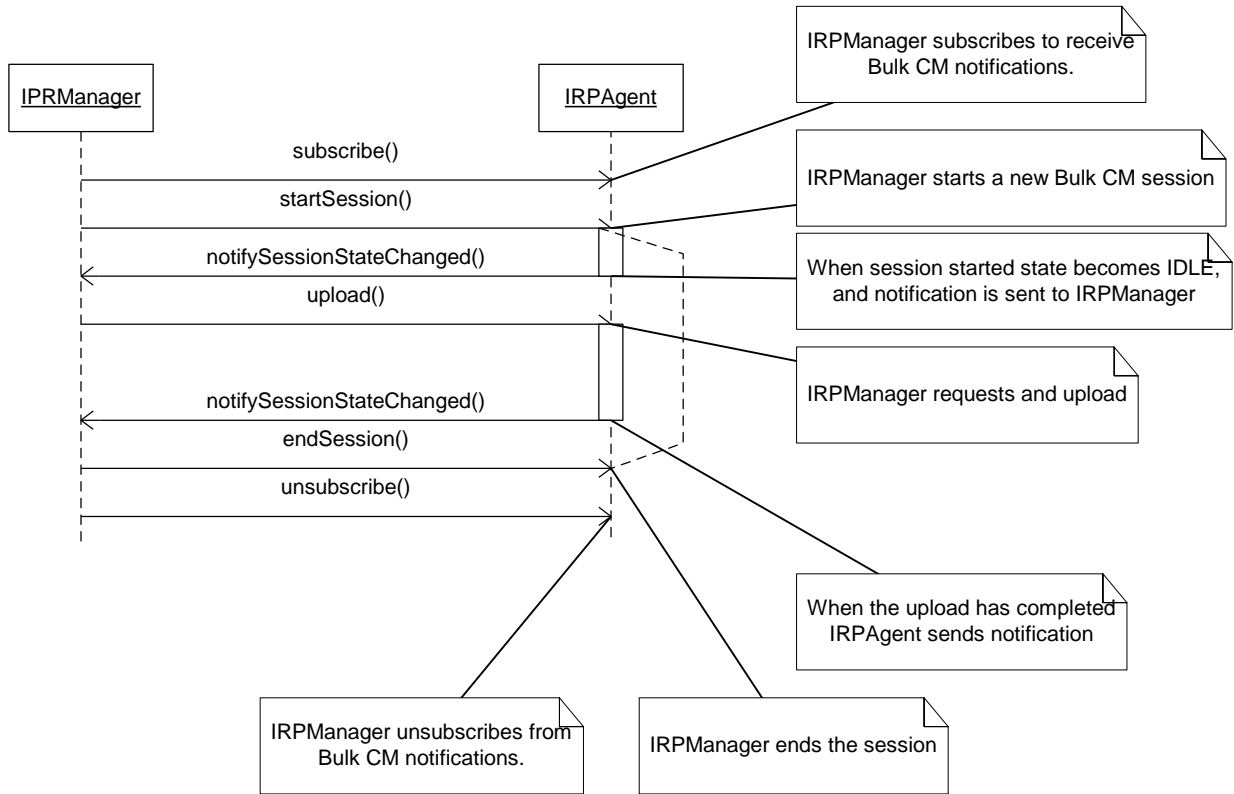 IRPManager subscribes to receive
Bulk CM notifications.
IPRManager
IRPAgent
subscribe()
IRPManager starts a new Bulk CM session
startSession()
notifySessionStateChanged()
When session started state becomes IDLE,
and notification is sent to IRPManager
upload()
IRPManager requests and upload
notifySessionStateChanged()
endSession()
unsubscribe()
When the upload has completed
IRPAgent sends notification
IRPManager unsubscribes from
Bulk CM notifications.
IRPManager ends the session